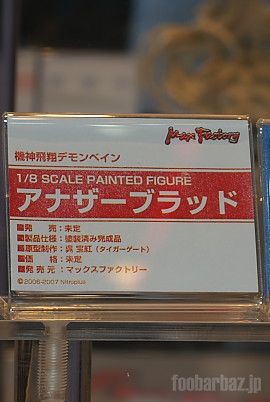 Max Factory
機神飛翔デモンベイン
1/8 SCALE PAINTED FIGURE
アナザーブラッド
■発　　売：未定
■製品仕様：塗装済み完成品
■原型制作：呉 宝紅（タイガーゲート）
■価　　格：未定
■発 売 元：マックスファクトリー
©2006-2007 Nitroplus
foobarbaz.jp